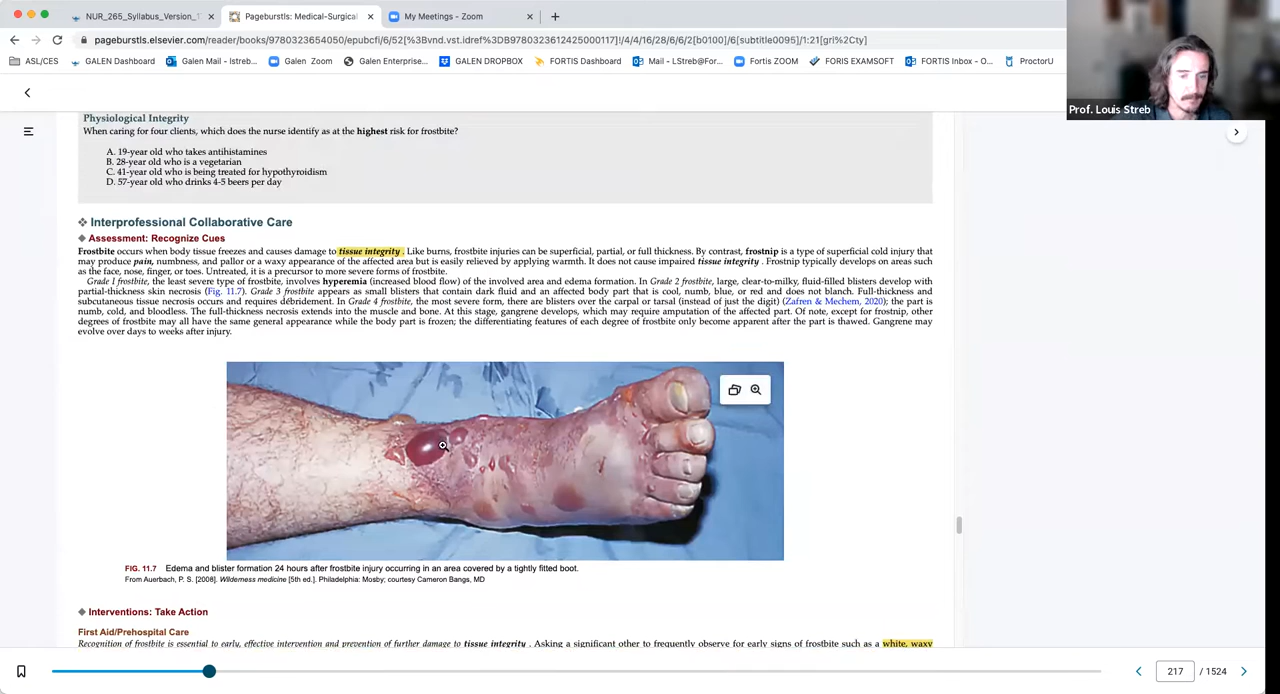 NUR_265_Syllabus_Version_1
Pageburstls: Medical-Surgical
My Meetings - Zoom
pageburstls.elsevier.com/reader/books/9780323654050/epubcfi/6/52[%3Bvnd.vst.idref%3DB9780323612425000117]!/4/4/16/28/6/6/2[b0100]/6[subtitle0095]/1:21[gri%2Cty]
ASL/CES
GALEN Dashboard
Galen Mail - lstreb...
Galen Zoom
Galen Enterprise...
GALEN DROPBOX
FORTIS Dashboard
Mail - LStreb@For...
Fortis ZOOM
FORIS EXAMSOFT
FORTIS Inbox - O...
ProctorU
Prof. Louis Streb
Physiological Integrity
When caring for four clients, which does the nurse identify as at the highest risk for frostbite?
A. 19-year old who takes antihistamines
B. 28-year old who is a vegetarian
C. 41-year old who is being treated for hypothyroidism
D. 57-year old who drinks 4-5 beers per day
Interprofessional Collaborative Care
Assessment: Recognize Cues
Frostbite occurs when body tissue freezes and causes damage to tissue integrity . Like burns, frostbite injuries can be superficial, partial, or full thickness. By contrast, frostnip is a type of superficial cold injury that
may produce pain, numbness, and pallor or a waxy appearance of the affected area but is easily relieved by applying warmth. It does not cause impaired tissue integrity . Frostnip typically develops on areas such
as the face, nose, finger, or toes. Untreated, it is a precursor to more severe forms of frostbite.
Grade 1 frostbite, the least severe type of frostbite, involves hyperemia (increased blood flow) of the involved area and edema formation. In Grade 2 frostbite, large, clear-to-milky, fluid-filled blisters develop with
partial-thickness skin necrosis (Fig. 11.7). Grade 3 frostbite appears as small blisters that contain dark fluid and an affected body part that is cool, numb, blue, or red and does not blanch. Full-thickness and
subcutaneous tissue necrosis occurs and requires débridement. In Grade 4 frostbite, the most severe form, there are blisters over the carpal or tarsal (instead of just the digit) (Zafren & Mechem, 2020); the part is
numb, cold, and bloodless. The full-thickness necrosis extends into the muscle and bone. At this stage, gangrene develops, which may require amputation of the affected part. Of note, except for frostnip, other
degrees of frostbite may all have the same general appearance while the body part is frozen; the differentiating features of each degree of frostbite only become apparent after the part is thawed. Gangrene may
evolve over days to weeks after injury.
FIG. 11.7 Edema and blister formation 24 hours after frostbite injury occurring in an area covered by a tightly fitted boot.
From Auerbach, P. S. [2008]. Wilderness medicine [5th ed.]. Philadelphia: Mosby; courtesy Cameron Bangs, MD
Interventions: Take Action
First Aid/Prehospital Care
Recognition of frostbite is essential to early, effective intervention and prevention of further damage to tissue integrity . Asking a significant other to frequently observe for early signs of frostbite such as a white, waxy
217 / 1524